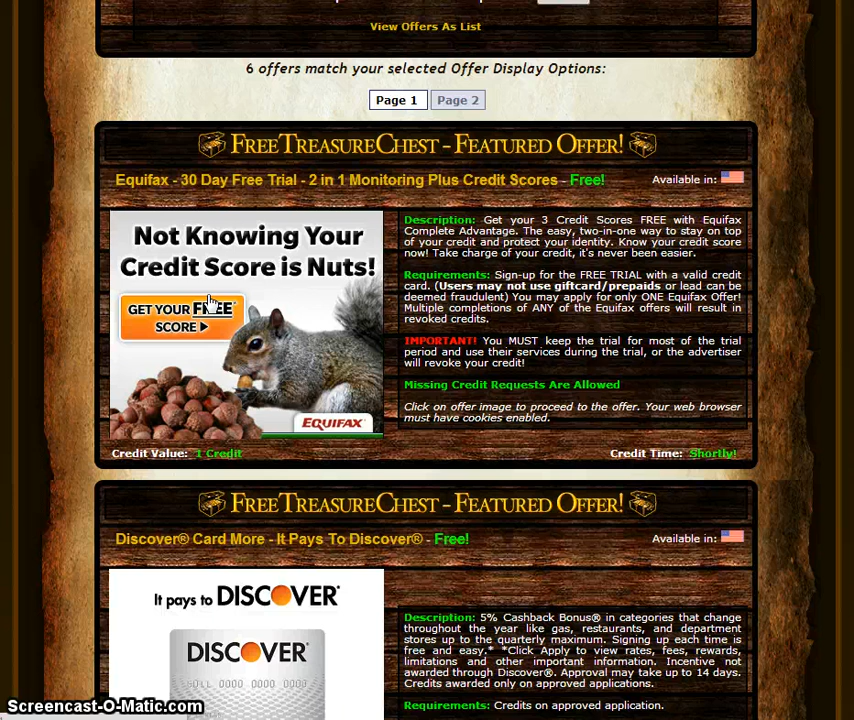 View Offers As List
6 offers match your selected Offer Display Options:
Page 1 Page 2
FreeTreasureChest - Featured Offer!
Equifax - 30 Day Free Trial - 2 in 1 Monitoring Plus Credit Scores - Free!
Available in:
Not Knowing Your
Credit Score is Nuts!
GET YOUR FREE*
SCORE
EQUIFAX
Description: Get your 3 Credit Scores FREE with Equifax
Complete Advantage. The easy, two-in-one way to stay on top
of your credit and protect your identity. Know your credit score
now! Take charge of your credit, it's never been easier.
Requirements: Sign-up for the FREE TRIAL with a valid credit
card. (Users may not use giftcard/prepaids or lead can be
deemed fraudulent) You may apply for only ONE Equifax Offer!
Multiple completions of ANY of the Equifax offers will result in
revoked credits.
IMPORTANT! You MUST keep the trial for most of the trial
period and use their services during the trial, or the advertiser
will revoke your credit!
Missing Credit Requests Are Allowed
Click on offer image to proceed to the offer. Your web browser
must have cookies enabled.
Credit Value: 1 Credit
Credit Time: Shortly!
FreeTreasureChest - Featured Offer!
Discover® Card More - It Pays To Discover® - Free!
Available in:
It pays to DISCOVER®
DISCOVER
0000 0000
Description: 5% Cashback Bonus® in categories that change
throughout the year like gas, restaurants, and department
stores up to the quarterly maximum. Signing up each time is
free and easy.* *Click Apply to view rates, fees, rewards,
limitations and other important information. Incentive not
awarded through Discover®. Approval may take up to 14 days.
Credits awarded only on approved applications.
Requirements: Credits on approved application.
Screencast-O-Matic.com